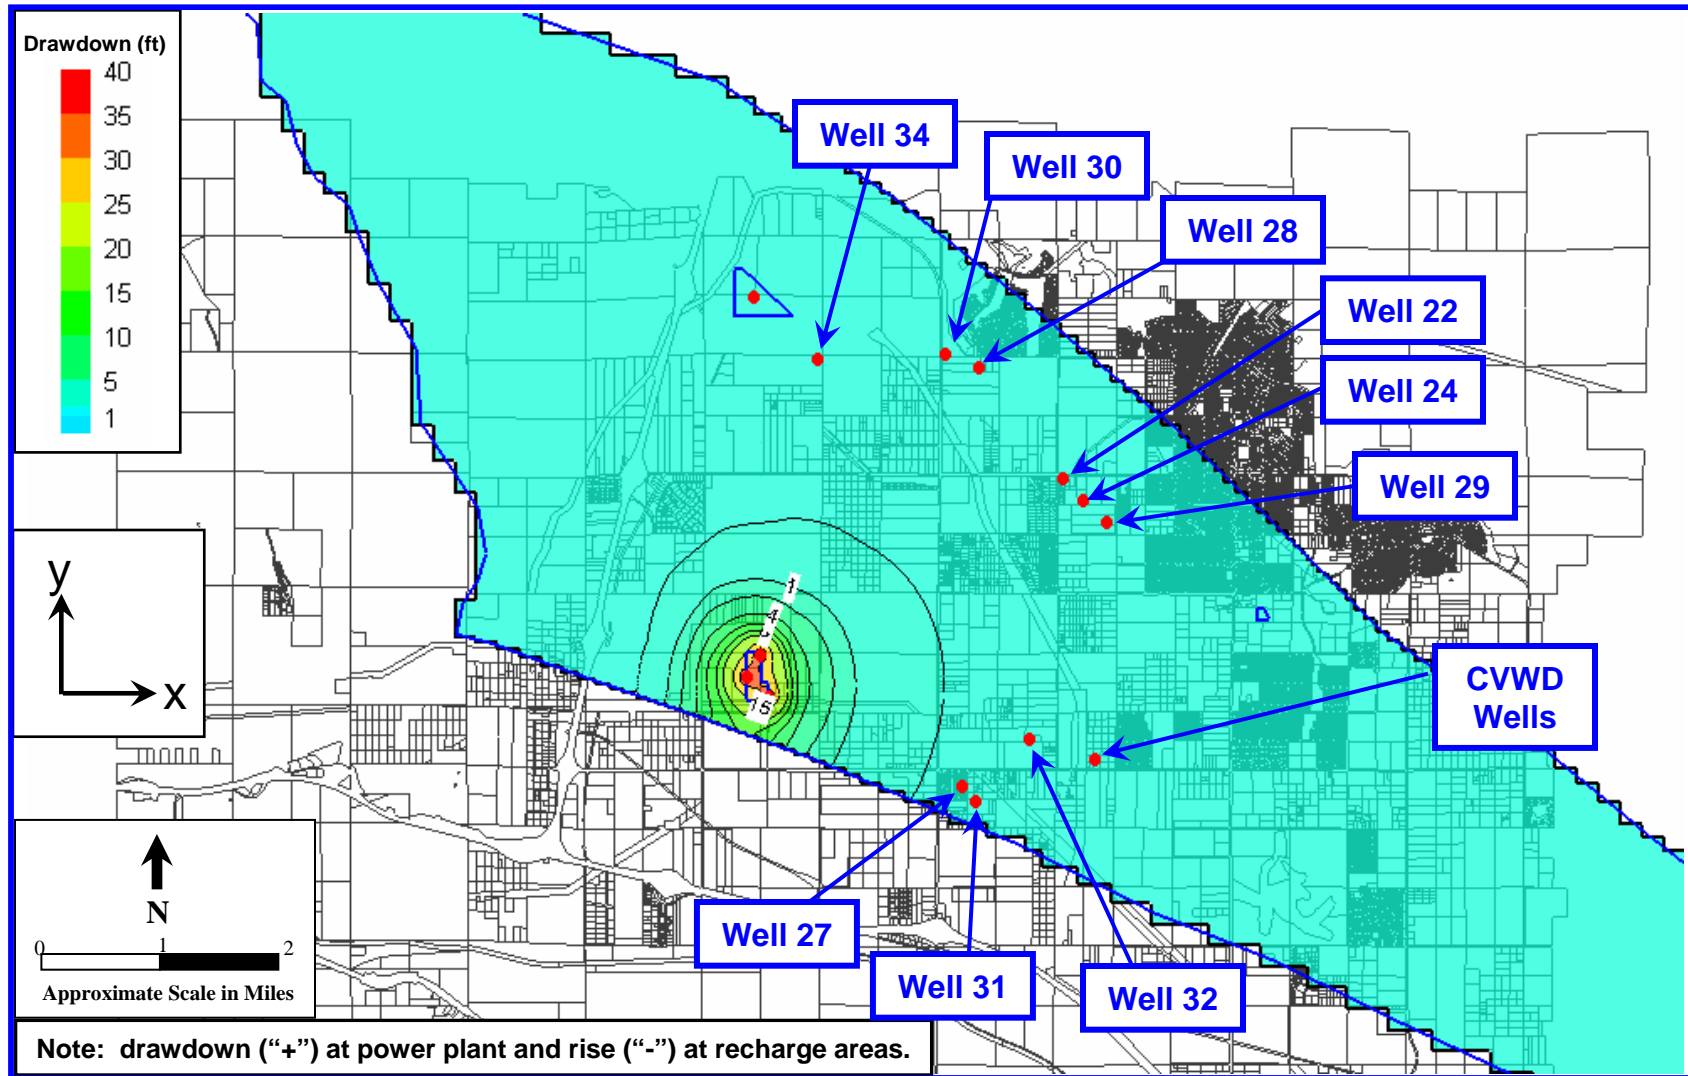 Drawdown (ft)
40
35
30
25
20
15
10
5
1
Well 34
Well 30
Well 28
Well 22
Well 24
Well 29
y
x
1
4
15
CVWD
Wells
N
0 1 2
Approximate Scale in Miles
Well 27
Well 31
Well 32
Note: drawdown (“+”) at power plant and rise (“-”) at recharge areas.